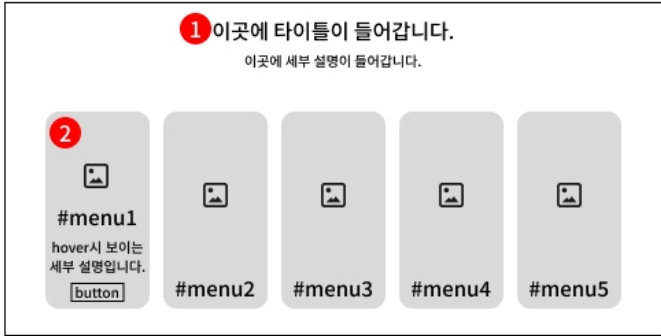 1 이곳에 타이틀이 들어갑니다.
이곳에 세부 설명이 들어갑니다.
2
#menu1
hover시 보이는
세부 설명입니다.
button
#menu2
#menu3
#menu4
#menu5